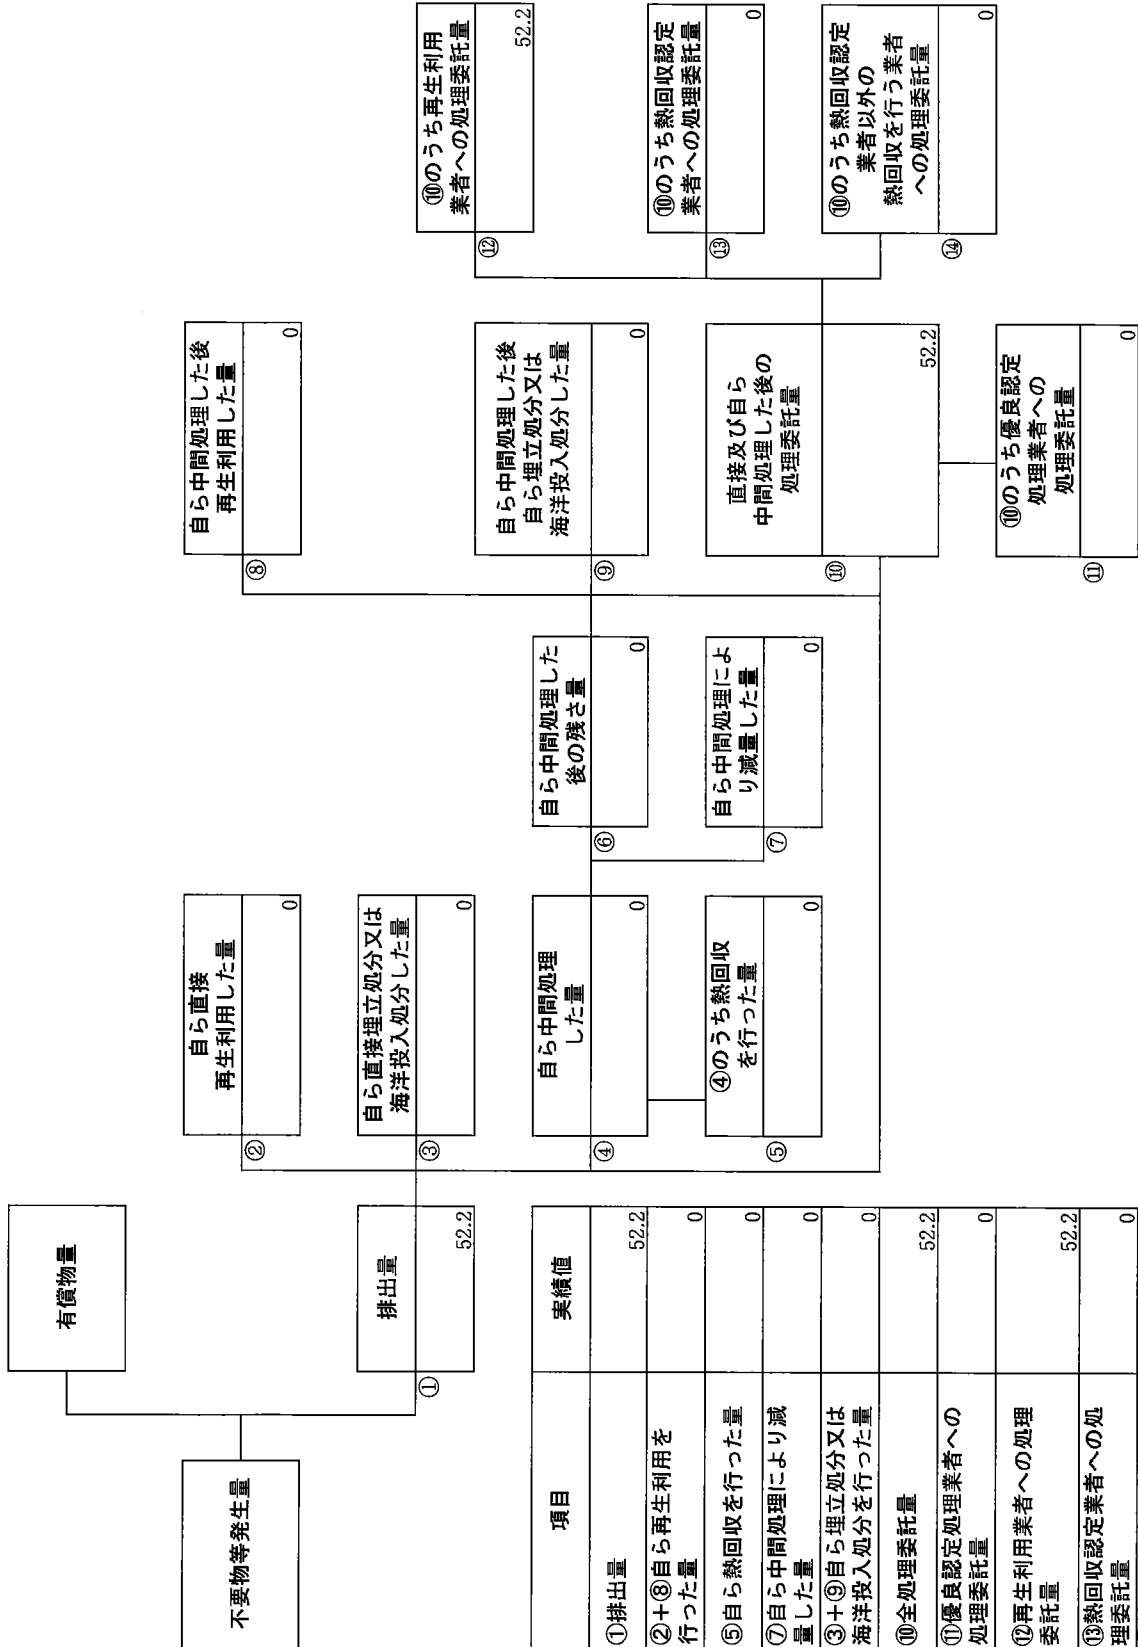 不要物等発生量
有償物量
①
排出量
52.2
②
自ら直接
再生利用した量
0
③
自ら直接埋立処分又は
海洋投入処分した量
0
④
自ら中間処理
した量
0
⑤
④のうち熱回収
を行った量
0
⑥
自ら中間処理した
後の残さ量
0
⑦
自ら中間処理によ
り減量した量
0
⑧
自ら中間処理した後
再生利用した量
0
⑨
自ら中間処理した後
自ら埋立処分又は
海洋投入処分した量
0
⑩
直接及び自ら
中間処理した後の
処理委託量
52.2
⑪
⑩のうち優良認定
処理業者への
処理委託量
0
⑫
⑩のうち再生利用
業者への処理委託量
52.2
⑬
⑩のうち熱回収認定
業者への処理委託量
0
⑭
⑩のうち熱回収認定
業者以外の
熱回収を行う業者
への処理委託量
0
項目
実績値
①排出量
52.2
②+⑧自ら再生利用を
行った量
0
⑤自ら熱回収を行った量
0
⑦自ら中間処理により減
量した量
0
③+⑨自ら埋立処分又は
海洋投入処分を行った量
0
⑩全処理委託量
52.2
⑪優良認定処理業者への
処理委託量
0
⑫再生利用業者への処理
委託量
52.2
⑬熱回収認定業者への処
理委託量
0